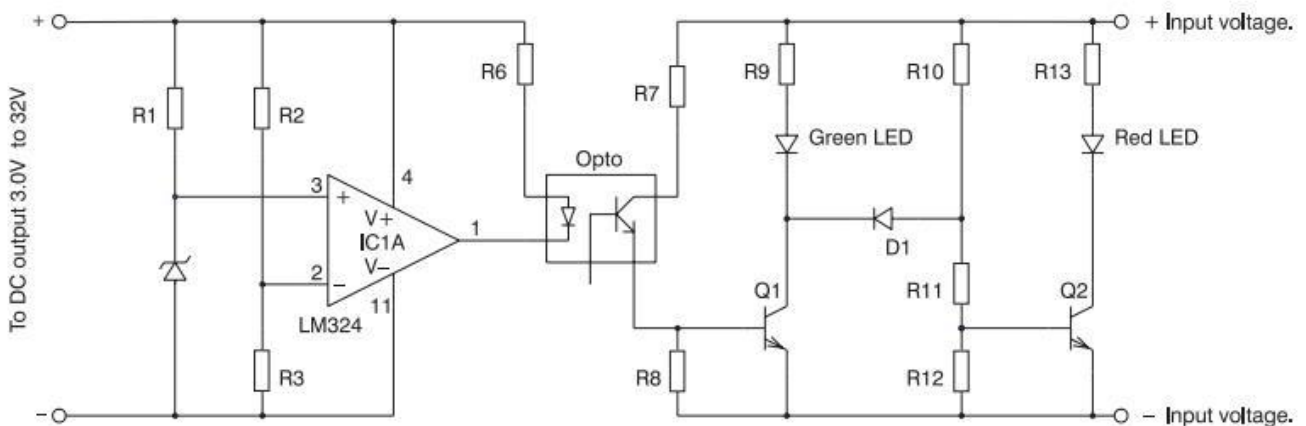 To DC output 3.0V to 32V
+
−
R1
R2
R3
3
+
2
−
4
V+
IC1A
V−
11
LM324
1
R6
Opto
R7
R8
R9
Green LED
D1
Q1
R10
R11
R12
R13
Red LED
Q2
+ Input voltage.
− Input voltage.